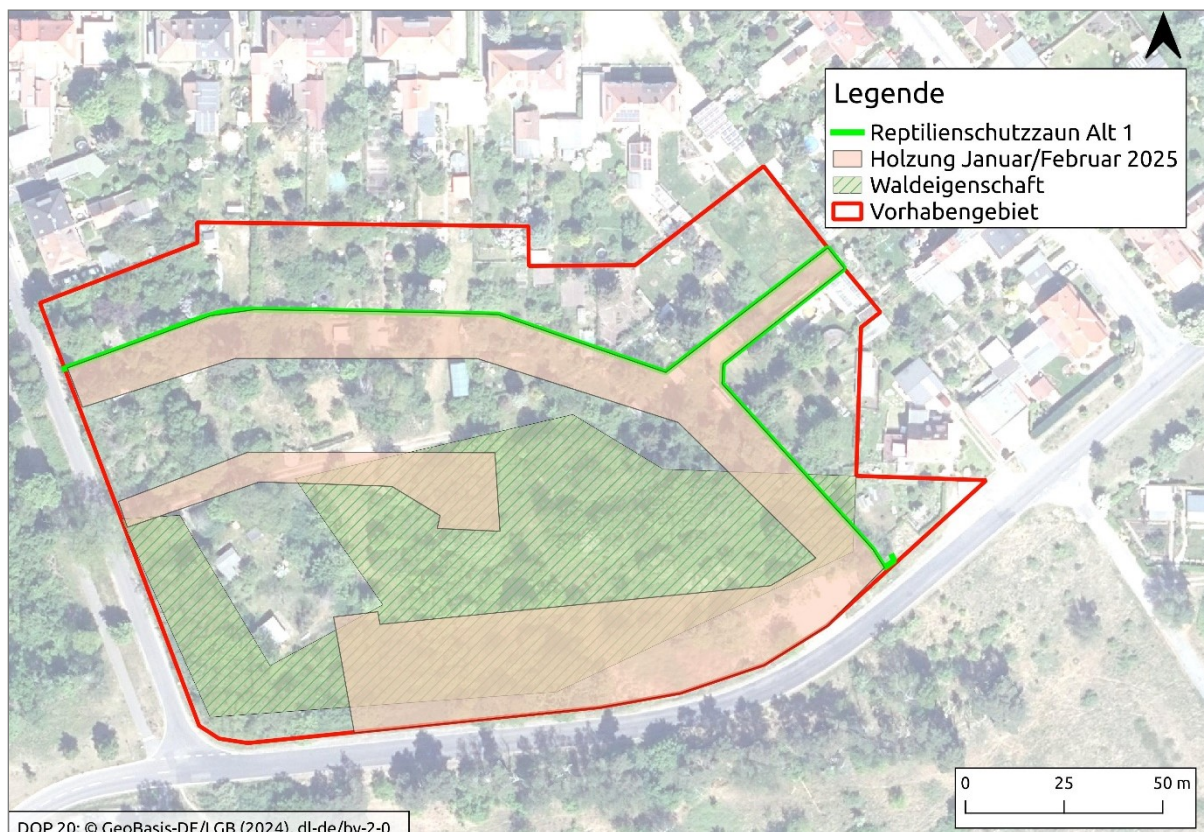 Legende
Reptilienschutzzaun Alt 1
Holzung Januar/Februar 2025
Waldeigenschaft
Vorhabengebiet
0 25 50 m
DOP 20: © GeoBasis-DE/LGB (2024), dl-de/by-2-0